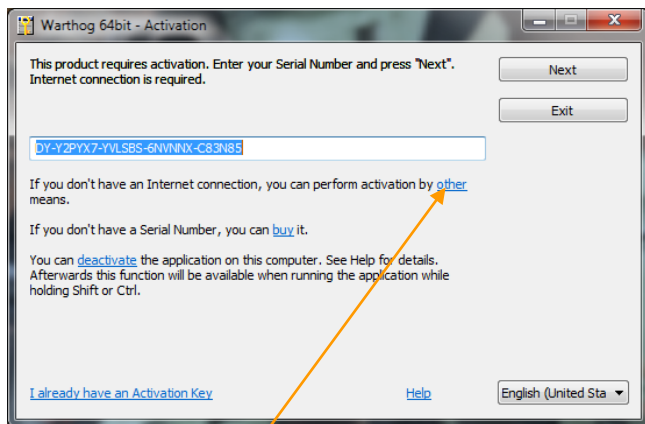 Warthog 64bit - Activation
This product requires activation. Enter your Serial Number and press "Next".
Internet connection is required.
Next
Exit
DY-Y2PYX7-YVLSBS-6NVNNX-C83N85
If you don't have an Internet connection, you can perform activation by other
means.
If you don't have a Serial Number, you can buy it.
You can deactivate the application on this computer. See Help for details.
Afterwards this function will be available when running the application while
holding Shift or Ctrl.
I already have an Activation Key
Help
English (United Sta